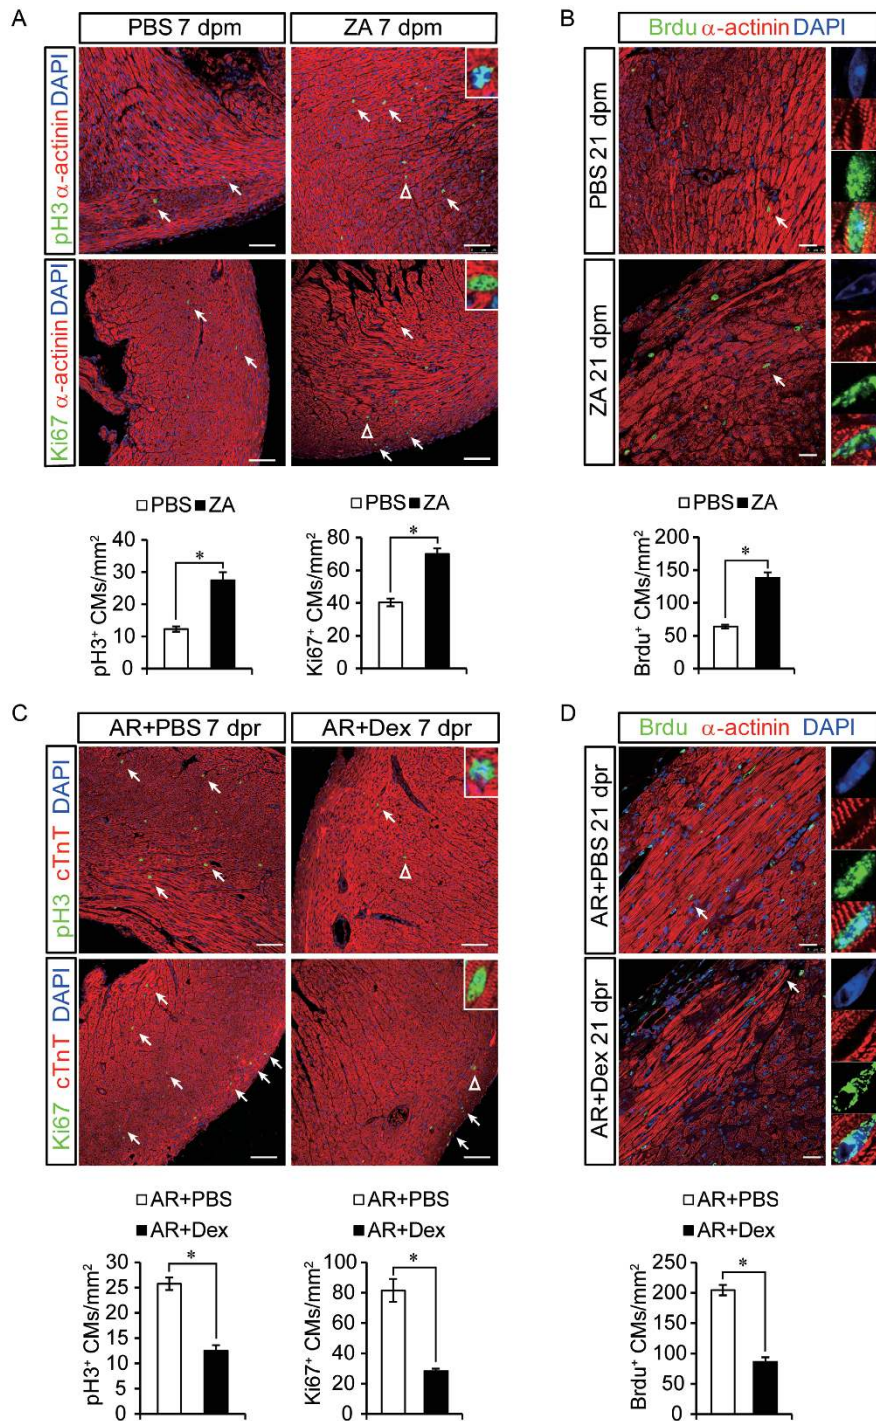 A
PBS 7 dpm
ZA 7 dpm
pH3 α-actinin DAPI
Ki67 α-actinin DAPI
PBS ZA
pH3⁺ CMs/mm²
40
30
20
10
0
*
PBS ZA
Ki67⁺ CMs/mm²
80
60
40
20
0
*
B
Brdu α-actinin DAPI
PBS 21 dpm
ZA 21 dpm
PBS ZA
Brdu⁺ CMs/mm²
200
150
100
50
0
*
C
AR+PBS 7 dpr
AR+Dex 7 dpr
pH3 cTnT DAPI
Ki67 cTnT DAPI
AR+PBS
AR+Dex
pH3⁺ CMs/mm²
30
25
20
15
10
5
0
*
AR+PBS
AR+Dex
Ki67⁺ CMs/mm²
100
80
60
40
20
0
*
D
Brdu α-actinin DAPI
AR+PBS 21 dpr
AR+Dex 21 dpr
AR+PBS
AR+Dex
Brdu⁺ CMs/mm²
250
200
150
100
50
0
*